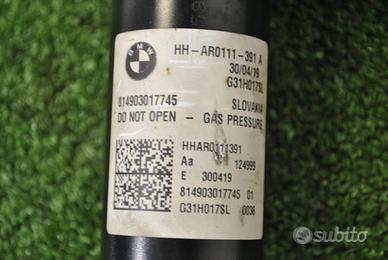 BMW
HH-AR0111-391 A
30/04/19
G31H017SL
814903017745 SLOVAKIA
DO NOT OPEN - GAS PRESSURE
HHAR0111391
Aa 124999
E 300419
814903017745 01
G31H017SL 0036
subito